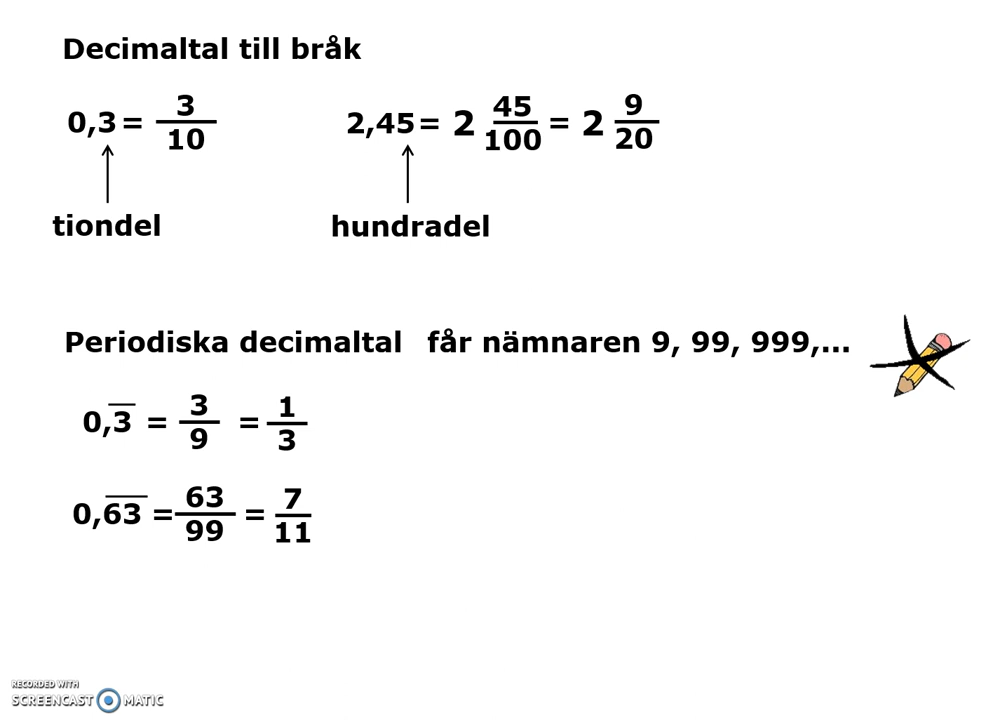 Decimaltal till bråk
0,3 = 3/10    2,45 = 2 45/100 = 2 9/20
tiondel    hundradel
Periodiska decimaltal får nämnaren 9, 99, 999,...
0,3̅ = 3/9 = 1/3
0,6̅3̅ = 63/99 = 7/11
RECORDED WITH
SCREENCAST MATIC